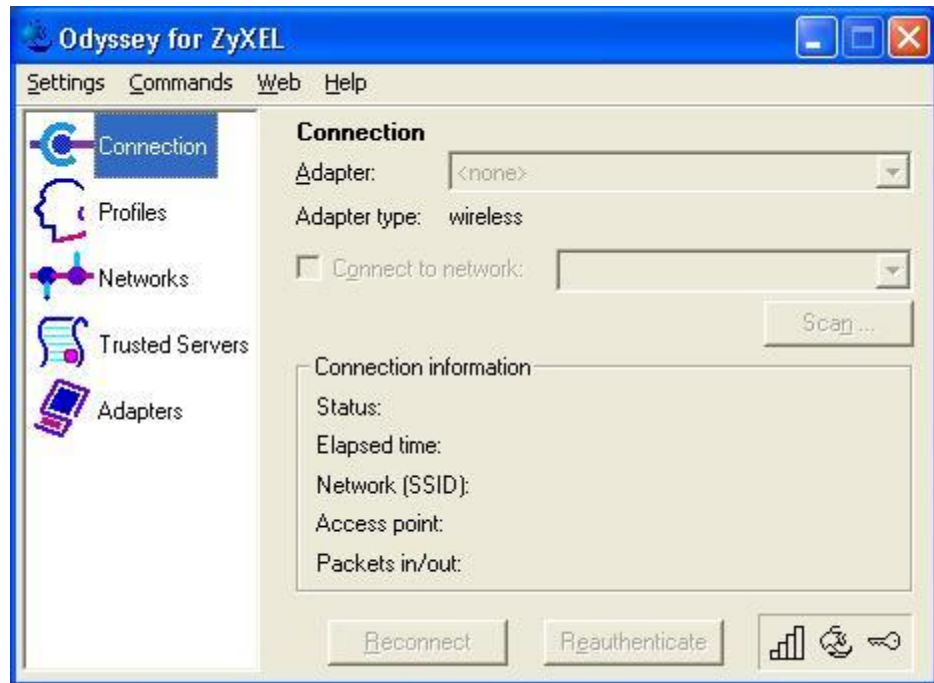 Odyssey for ZyXEL
Settings Commands Web Help
Connection
Profiles
Networks
Trusted Servers
Adapters
Connection
Adapter: <none>
Adapter type: wireless
Connect to network:
Scan ...
Connection information
Status:
Elapsed time:
Network (SSID):
Access point:
Packets in/out:
Reconnect Reauthenticate